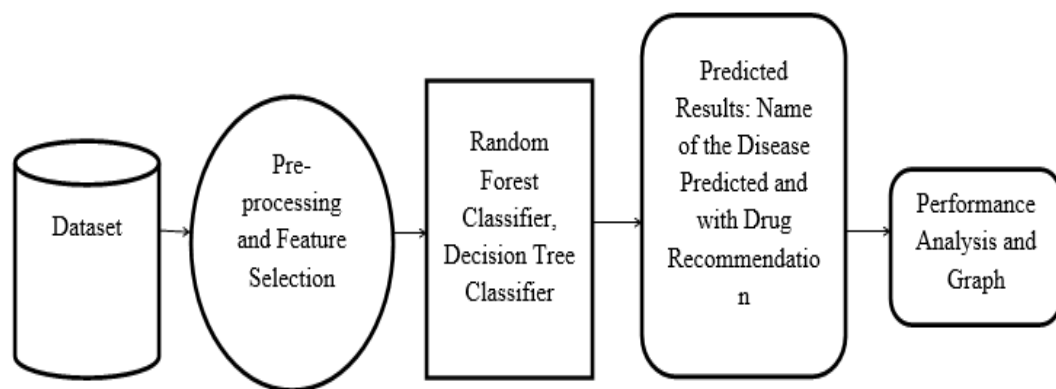 Dataset
Pre-
processing
and Feature
Selection
Random
Forest
Classifier,
Decision Tree
Classifier
Predicted
Results: Name
of the Disease
Predicted and
with Drug
Recommendatio
n
Performance
Analysis and
Graph